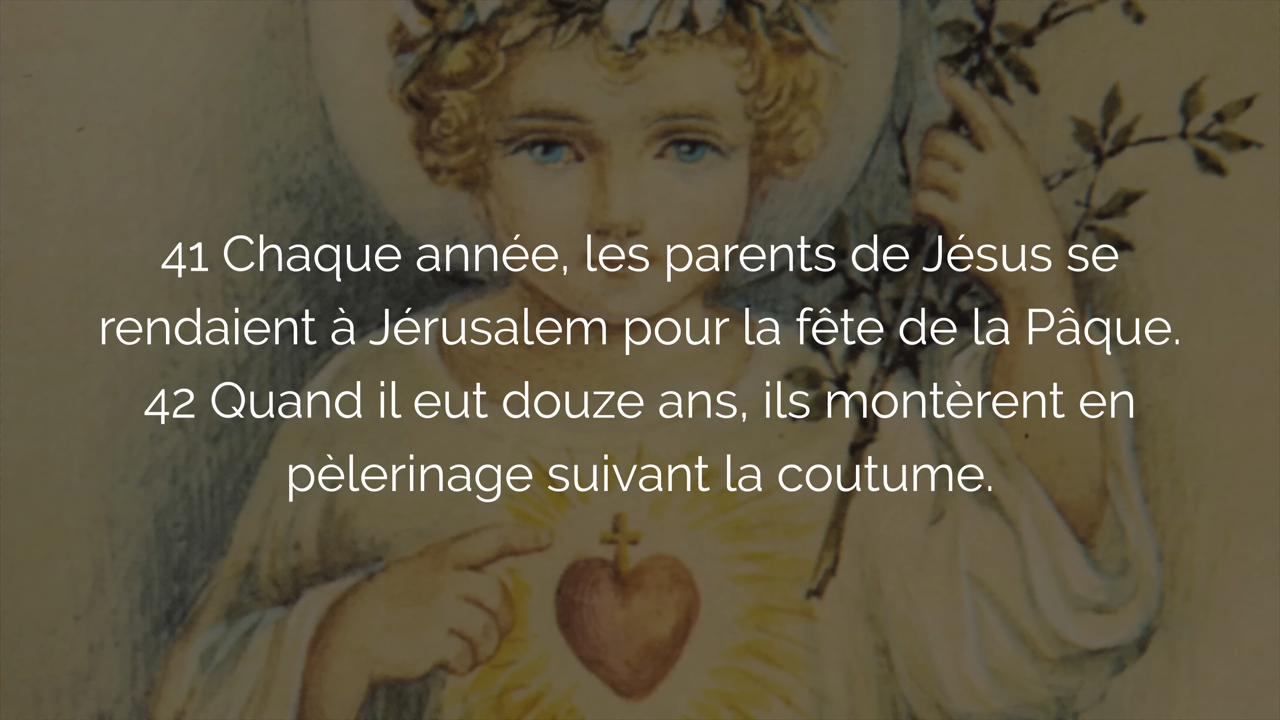 41 Chaque année, les parents de Jésus se
rendaient à Jérusalem pour la fête de la Pâque.
42 Quand il eut douze ans, ils montèrent en
pèlerinage suivant la coutume.